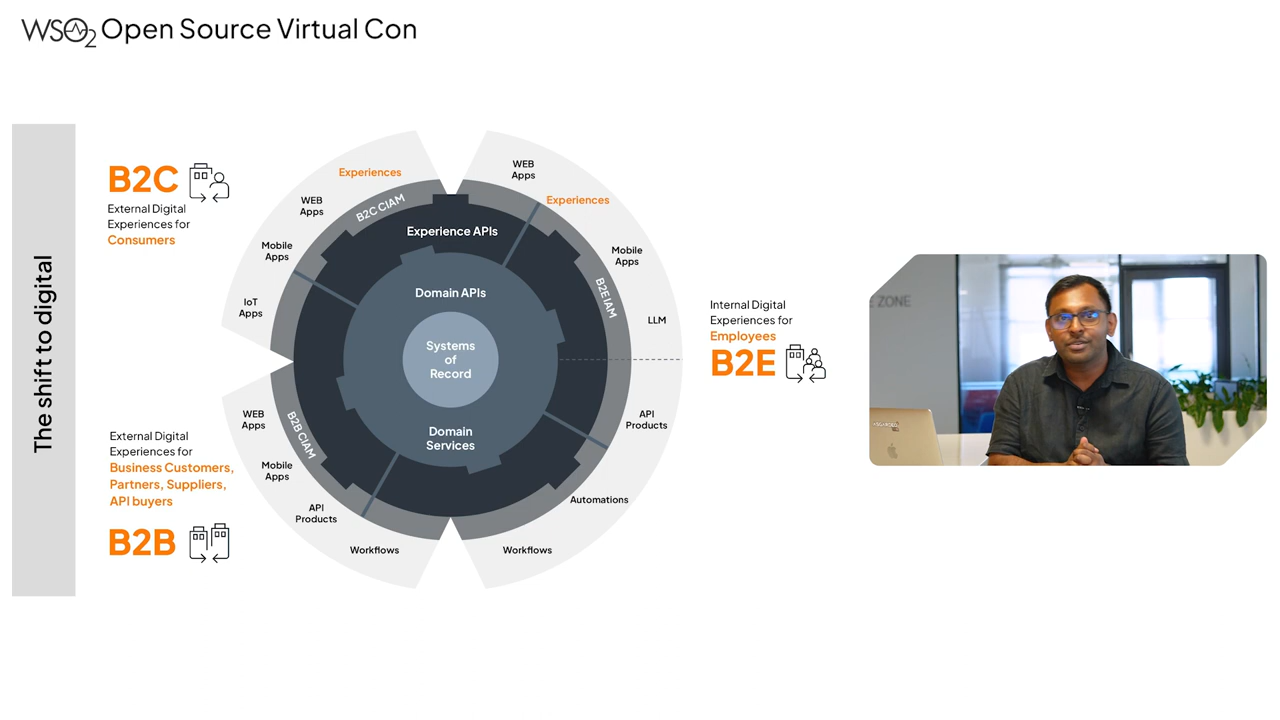 WSO2 Open Source Virtual Con
The shift to digital
B2C
External Digital
Experiences for
Consumers
External Digital
Experiences for
Business Customers,
Partners, Suppliers,
API buyers
B2B
Experiences
WEB
Apps
Mobile
Apps
IoT
Apps
B2C CIAM
WEB
Apps
Experiences
Mobile
Apps
LLM
B2E IAM
Experience APIs
Domain APIs
Systems
of
Record
Domain
Services
WEB
Apps
Mobile
Apps
API
Products
Workflows
B2B CIAM
API
Products
Automations
Workflows
Internal Digital
Experiences for
Employees
B2E
E ZONE